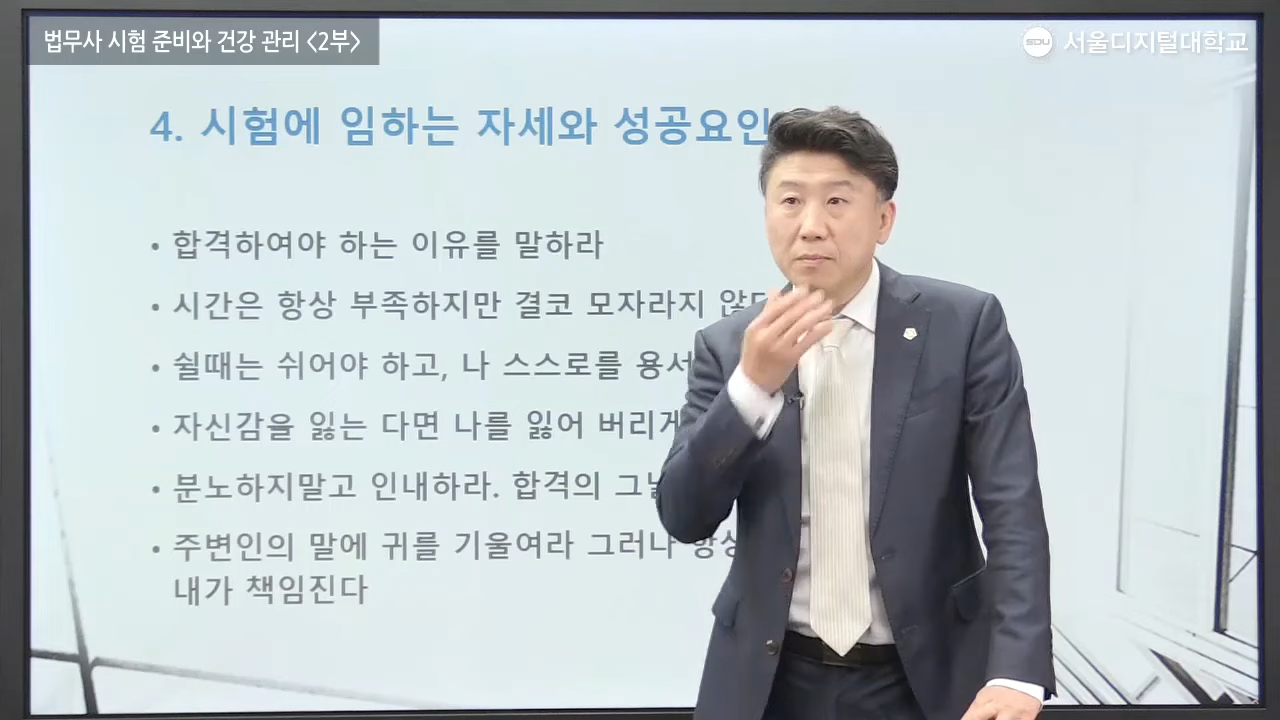 법무사 시험 준비와 건강 관리 〈2부〉
SDU 서울디지털대학교
4. 시험에 임하는 자세와 성공요인
• 합격하여야 하는 이유를 말하라
• 시간은 항상 부족하지만 결코 모자라지
• 쉴때는 쉬어야 하고, 나 스스로를
• 자신감을 잃는 다면 나를 잃어
• 분노하지말고 인내하라. 합격의
• 주변인의 말에 귀를 기울여라 그러나
내가 책임진다